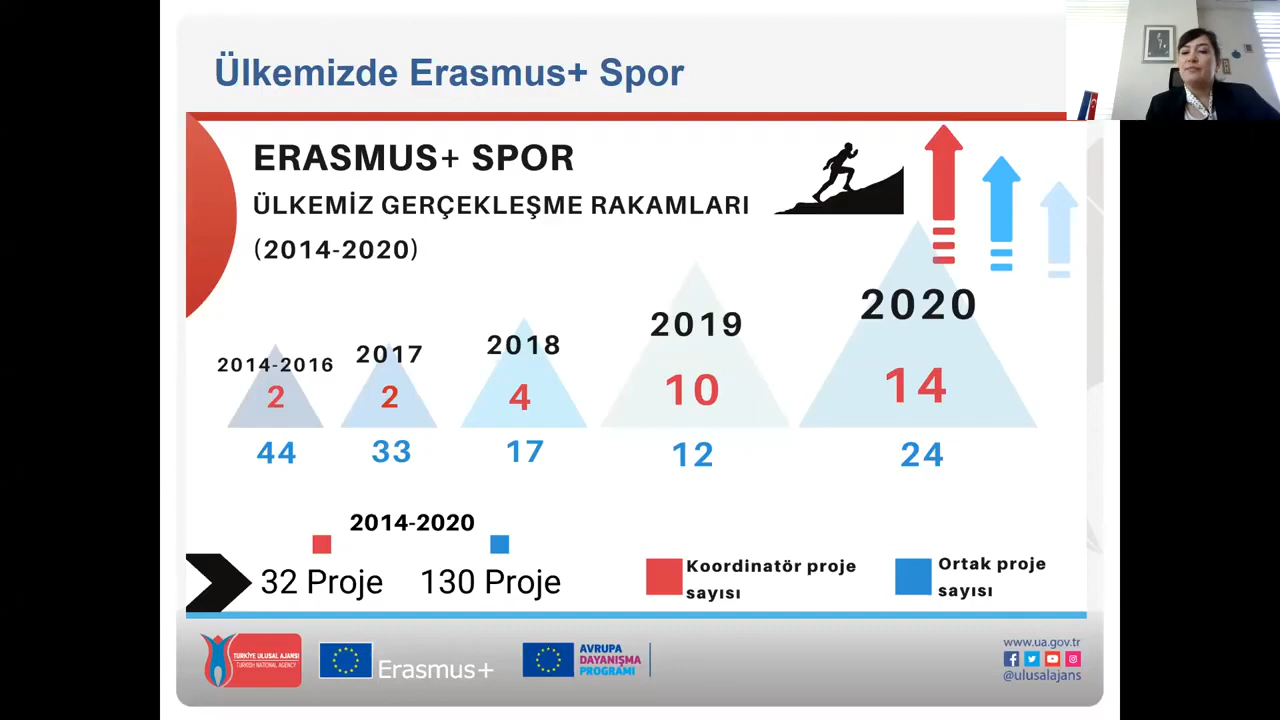 Ülkemizde Erasmus+ Spor
ERASMUS+ SPOR
ÜLKEMİZ GERÇEKLEŞME RAKAMLARI
(2014-2020)
2014-2016
2017
2018
2019
2020
2
2
4
10
14
44
33
17
12
24
2014-2020
32 Proje
130 Proje
Koordinatör proje
sayısı
Ortak proje
sayısı
TÜRKİYE ULUSAL AJANSI
TURKISH NATIONAL AGENCY
Erasmus+
AVRUPA
DAYANIŞMA
PROGRAMI
www.ua.gov.tr
@ulusalajans